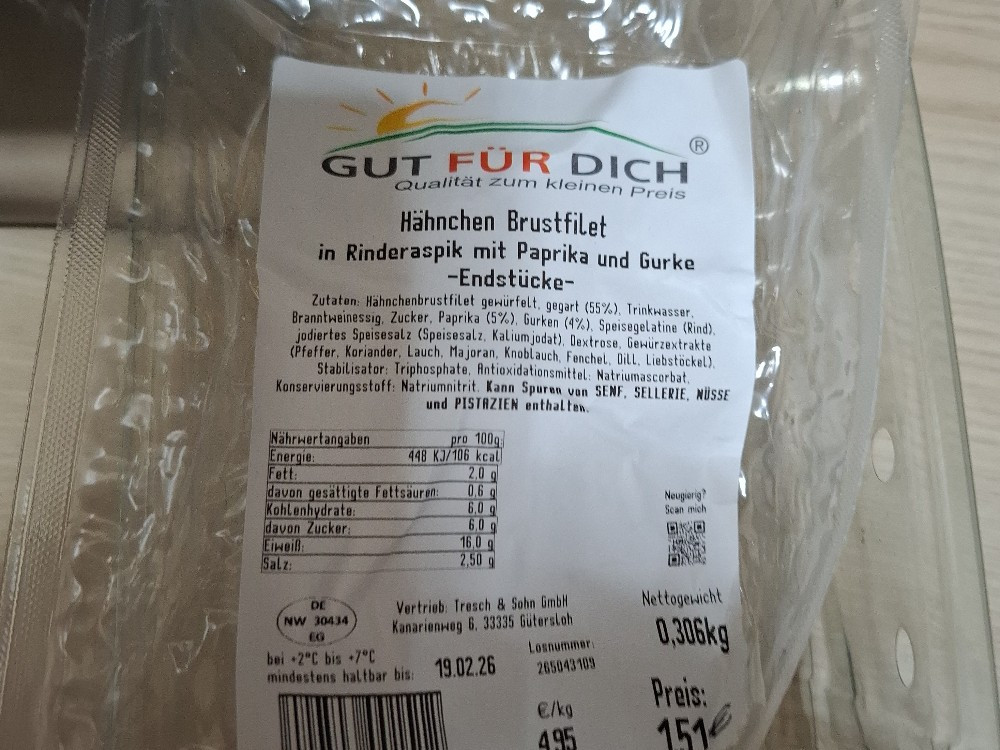 GUT FÜR DICH®
Qualität zum kleinen Preis
Hähnchen Brustfilet
in Rinderaspik mit Paprika und Gurke
-Endstücke-
Zutaten: Hähnchenbrustfilet gewürfelt, gegart (55%), Trinkwasser,
Branntweinessig, Zucker, Paprika (5%), Gurken (4%), Speisegelatine (Rind),
jodiertes Speisesalz (Speisesalz, Kaliumjodat), Dextrose, Gewürzextrakte
(Pfeffer, Koriander, Lauch, Majoran, Knoblauch, Fenchel, Dill, Liebstöckel),
Stabilisator: Triphosphate, Antioxidationsmittel: Natriumascorbat,
Konservierungsstoff: Natriumnitrit. Kann Spuren von SENF, SELLERIE, NÜSSE
und PISTAZIEN enthalten.
Nährwertangaben pro 100g:
Energie: 448 KJ/106 kcal
Fett: 2,0 g
davon gesättigte Fettsäuren: 0,6 g
Kohlenhydrate: 6,0 g
davon Zucker: 6,0 g
Eiweiß: 16,0 g
Salz: 2,50 g
Neugierig?
Scan mich
DE
NW 30434
EG
Vertrieb: Tresch & Sohn GmbH
Kanarienweg 6, 33335 Gütersloh
Nettogewicht
0,306kg
bei +2°C bis +7°C
mindestens haltbar bis: 19.02.26
Losnummer:
265043109
€/kg
4,95
Preis:
1,51€